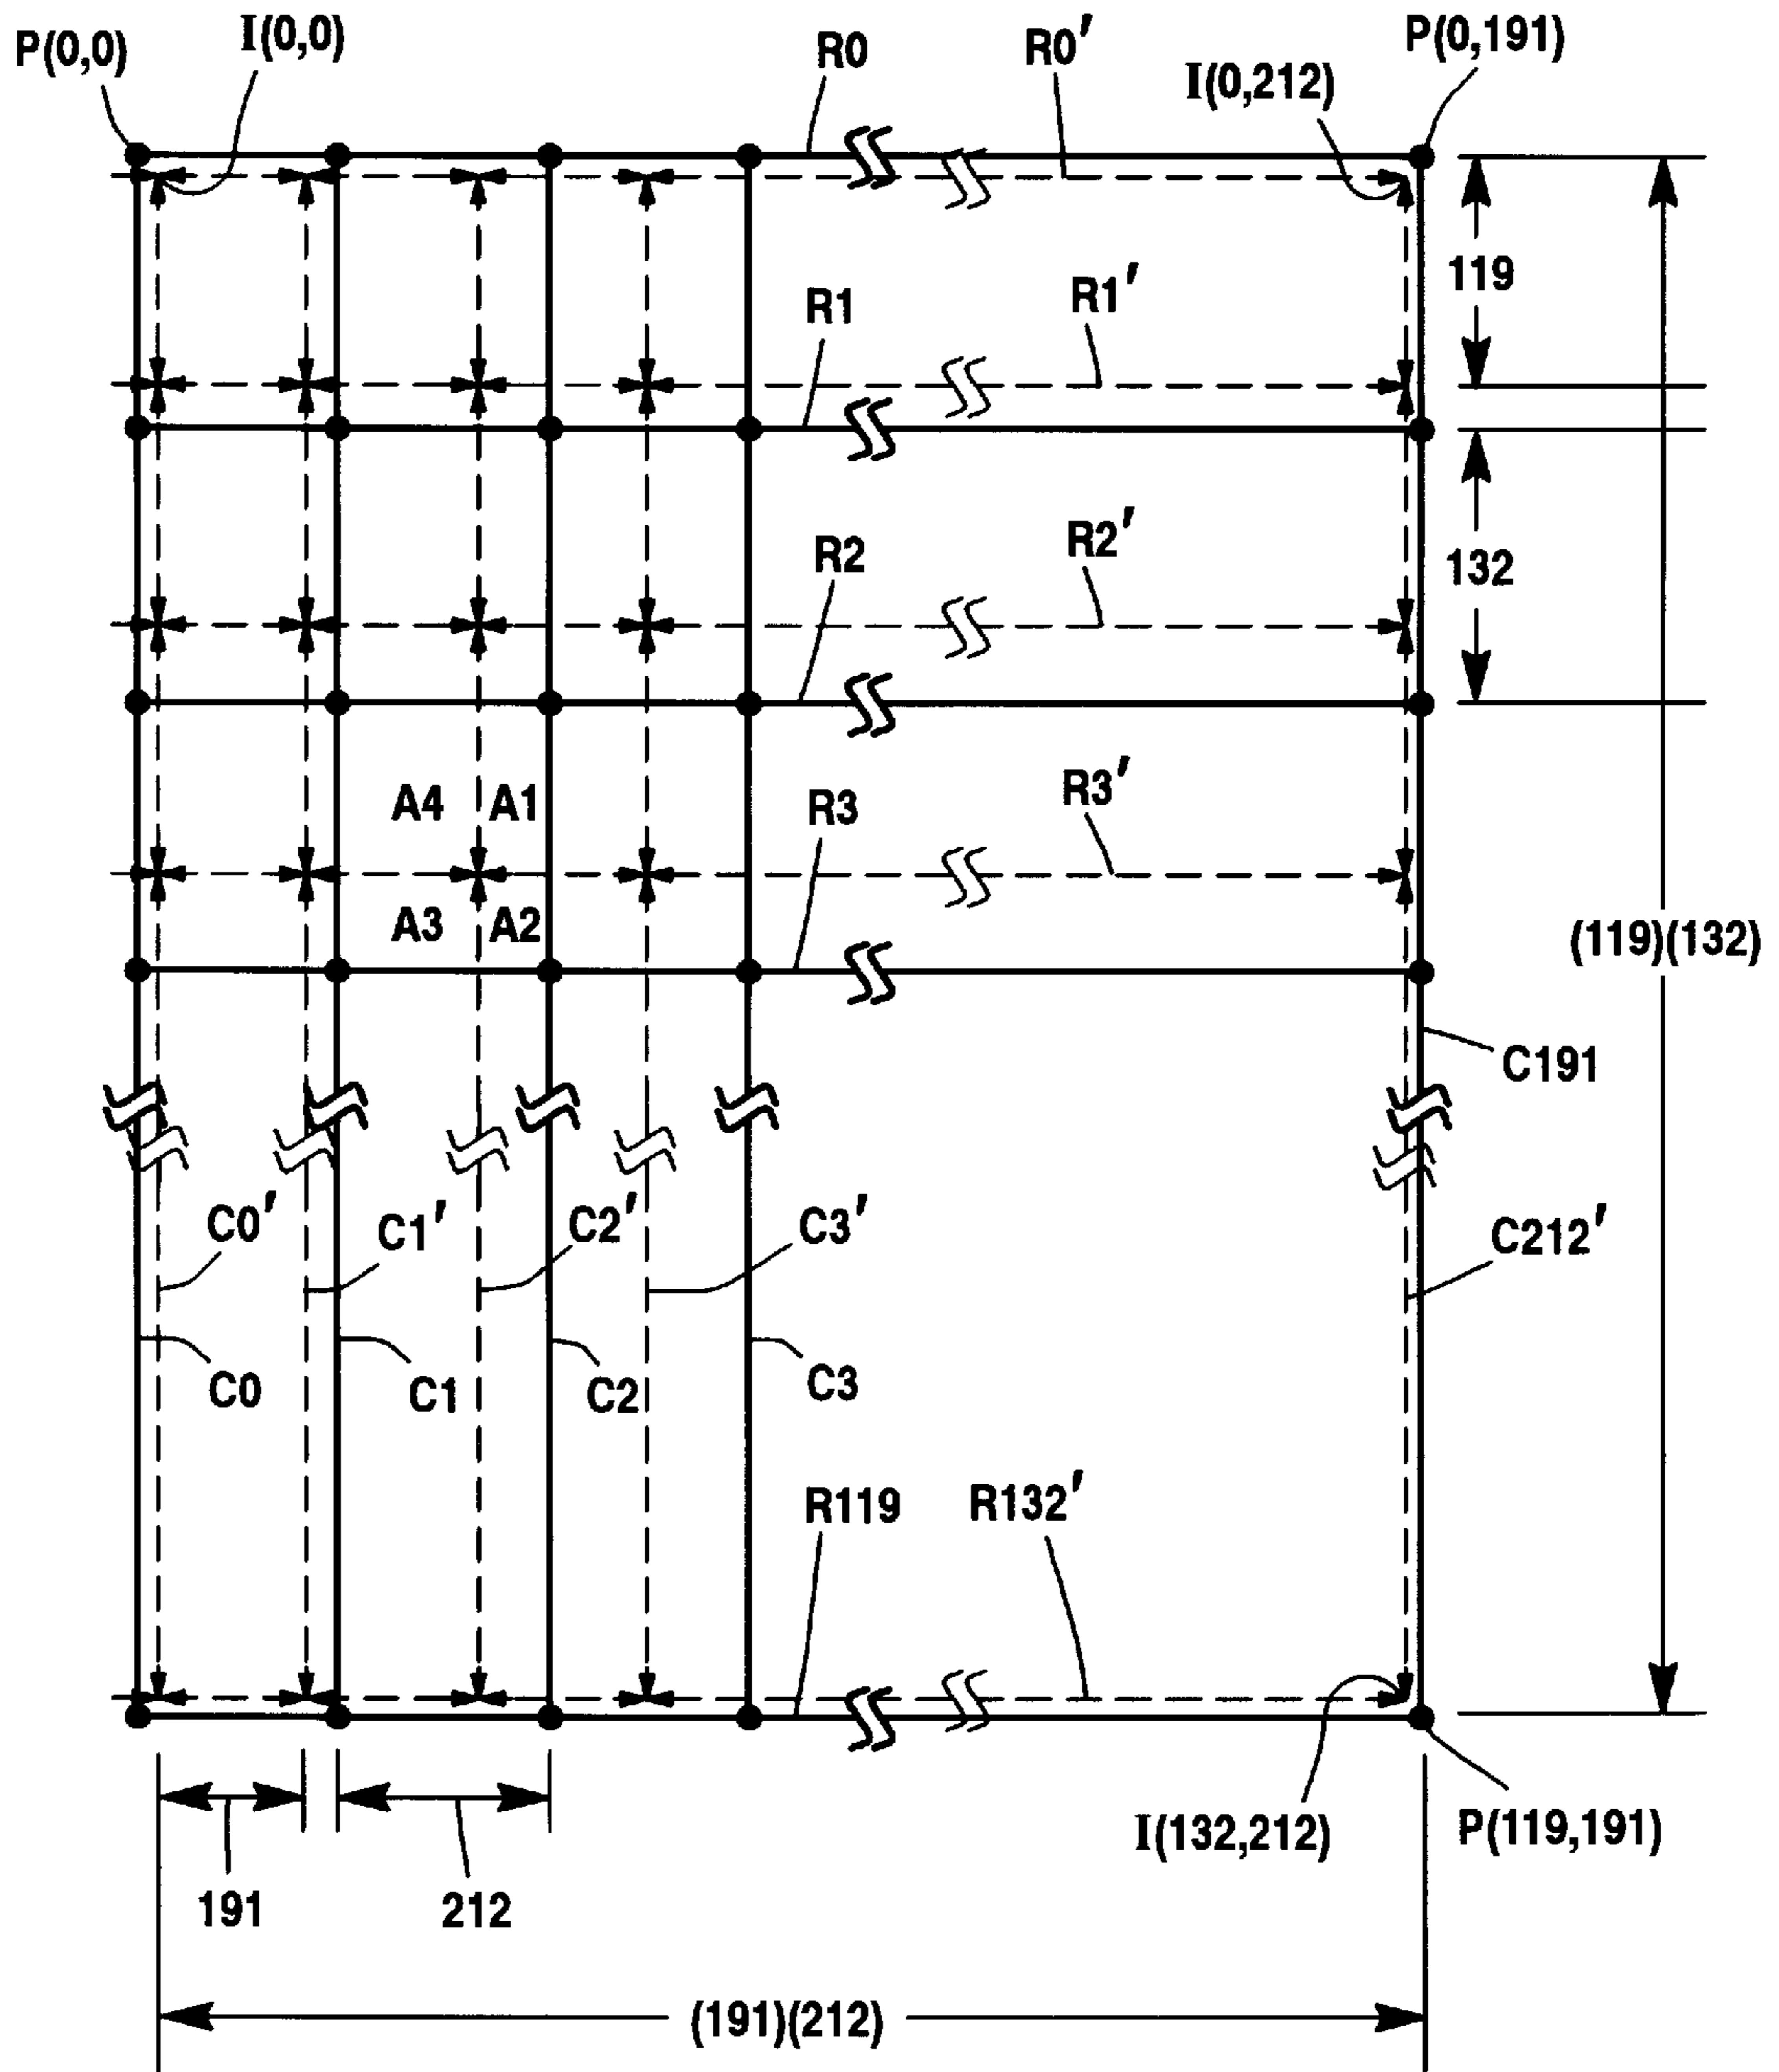 P(0,0)
I(0,0)
R0
R0′
P(0,191)
I(0,212)
119
R1
R1′
R2
R2′
132
A4
A1
R3
R3′
A3
A2
(119)(132)
C191
C0′
C1′
C2′
C3′
C212′
C0
C1
C2
C3
R119
R132′
I(132,212)
P(119,191)
191
212
(191)(212)